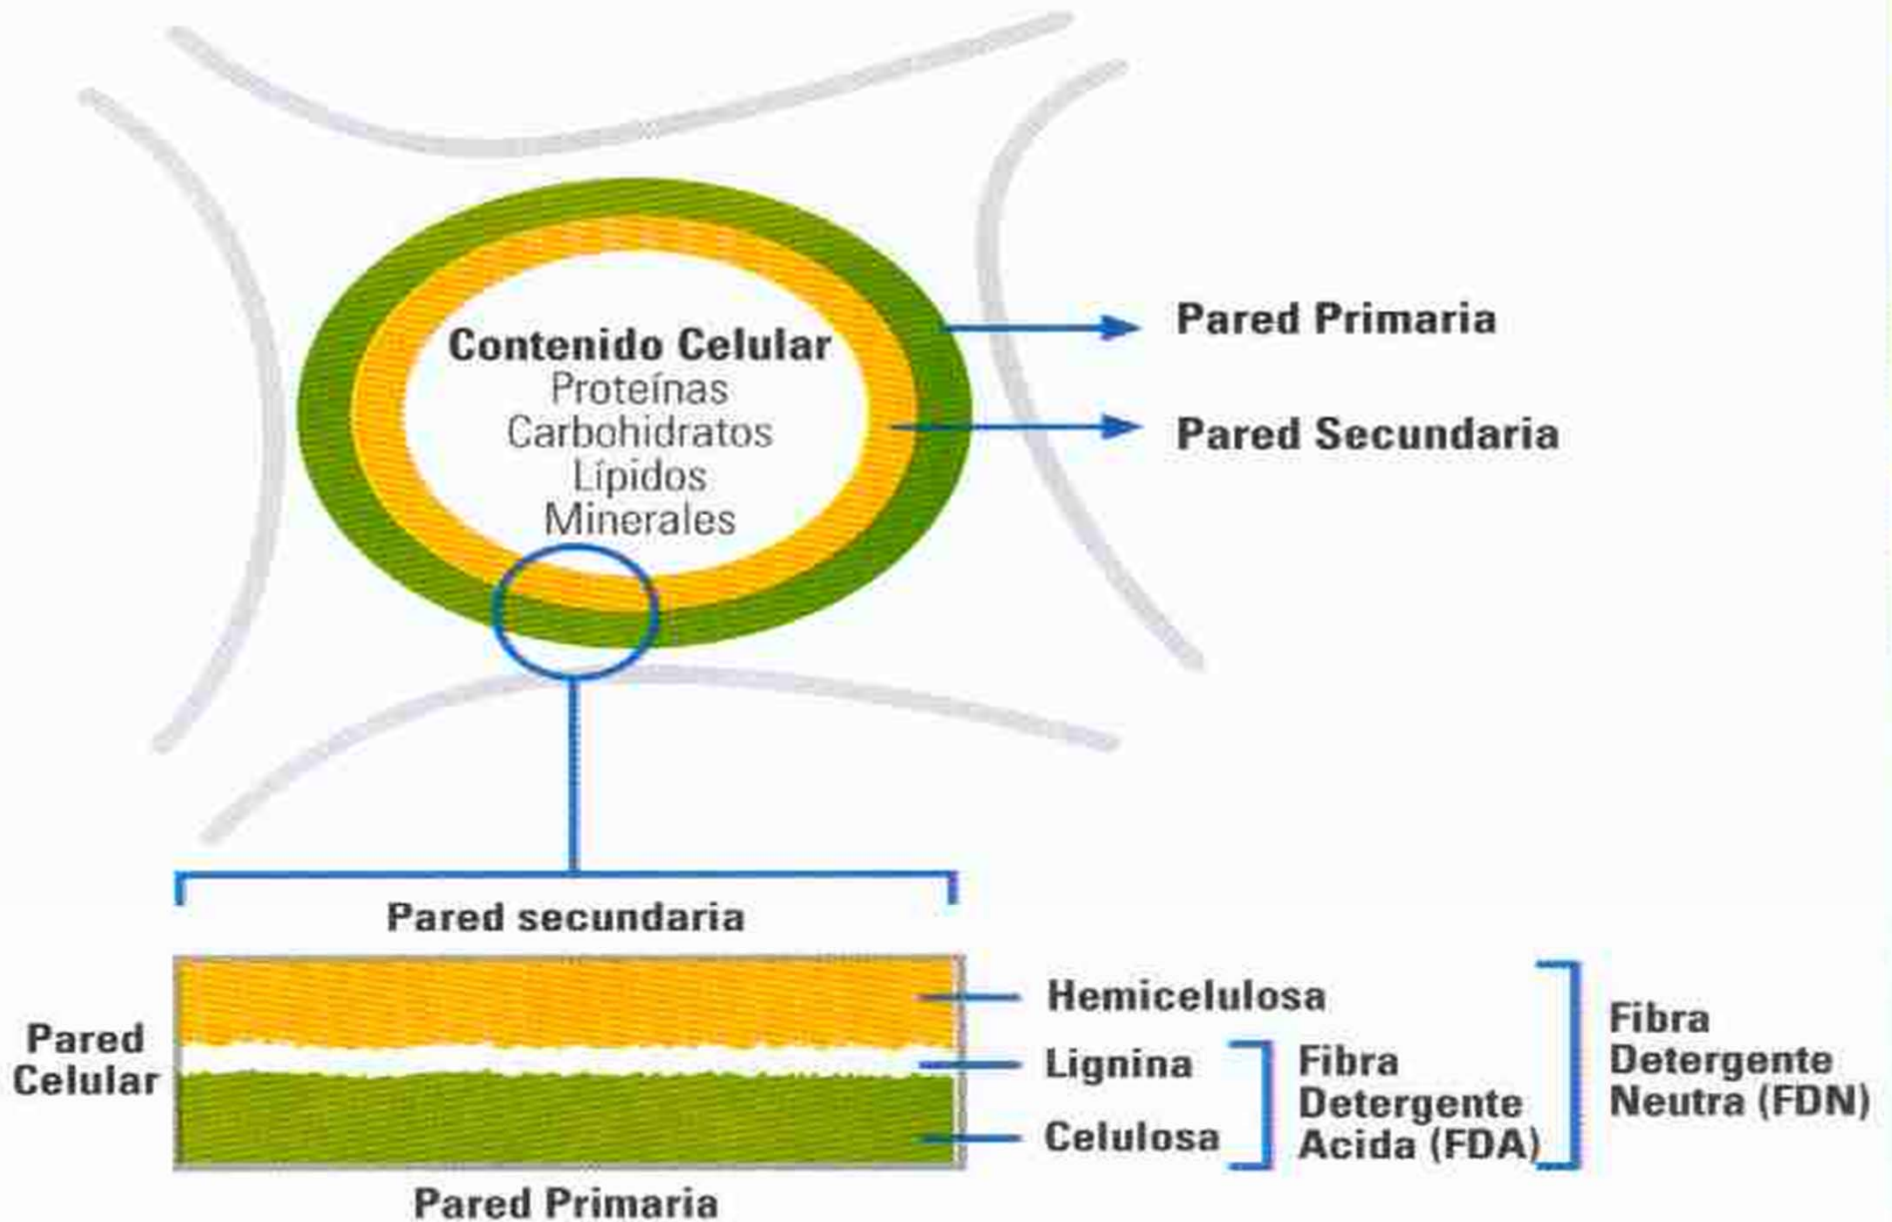 Contenido Celular
Proteínas
Carbohidratos
Lípidos
Minerales
Pared Primaria
Pared Secundaria
Pared secundaria
Pared
Celular
Hemicelulosa
Lignina
Celulosa
Fibra
Detergente
Acida (FDA)
Fibra
Detergente
Neutra (FDN)
Pared Primaria